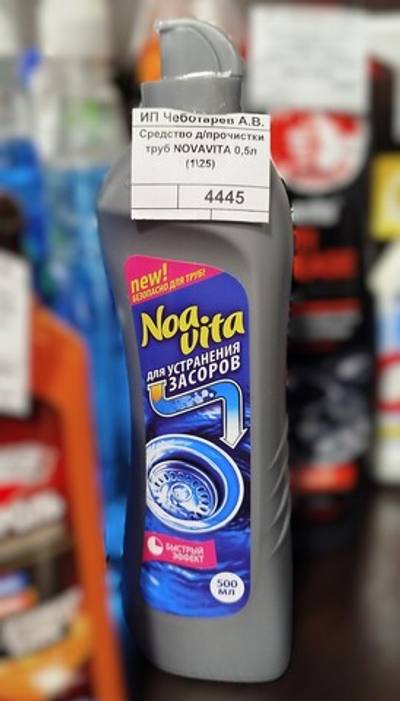 ИП Чеботарев А.В.
Средство д/прочистки
труб NOVAVITA 0,5л
(1\25)
4445
new!
БЕЗОПАСНО ДЛЯ ТРУБ!
Noa
vita
ДЛЯ УСТРАНЕНИЯ
ЗАСОРОВ
БЫСТРЫЙ
ЭФФЕКТ
500
МЛ